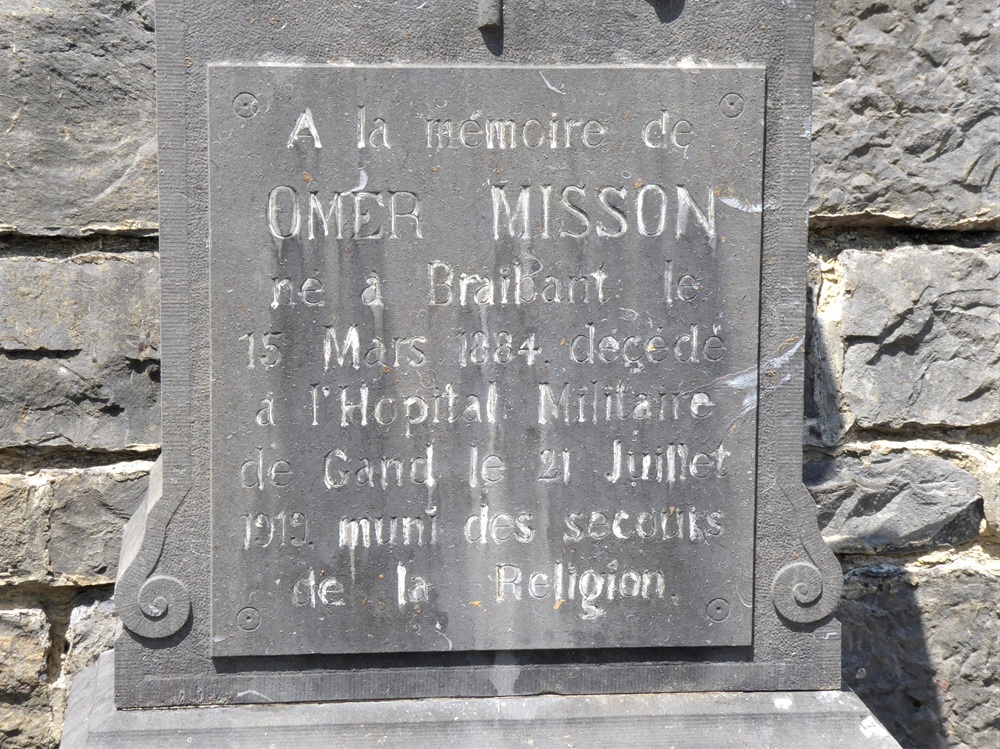 A la mémoire de
OMER MISSON
né à Braibant le
15 Mars 1884 décédé
à l'Hôpital Militaire
de Gand le 21 Juillet
1919. muni des secours
de la Religion.